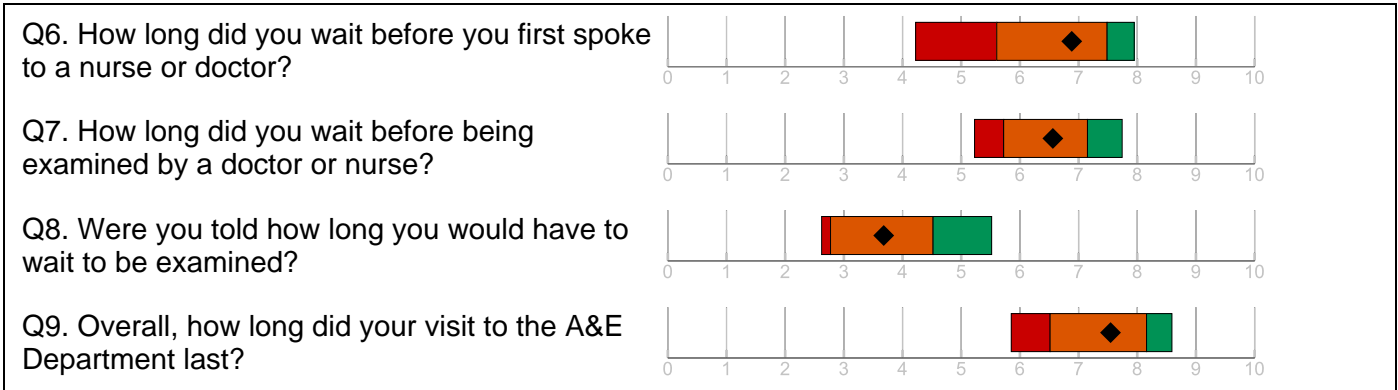 Q6. How long did you wait before you first spoke
to a nurse or doctor?
0 1 2 3 4 5 6 7 8 9 10
Q7. How long did you wait before being
examined by a doctor or nurse?
0 1 2 3 4 5 6 7 8 9 10
Q8. Were you told how long you would have to
wait to be examined?
0 1 2 3 4 5 6 7 8 9 10
Q9. Overall, how long did your visit to the A&E
Department last?
0 1 2 3 4 5 6 7 8 9 10